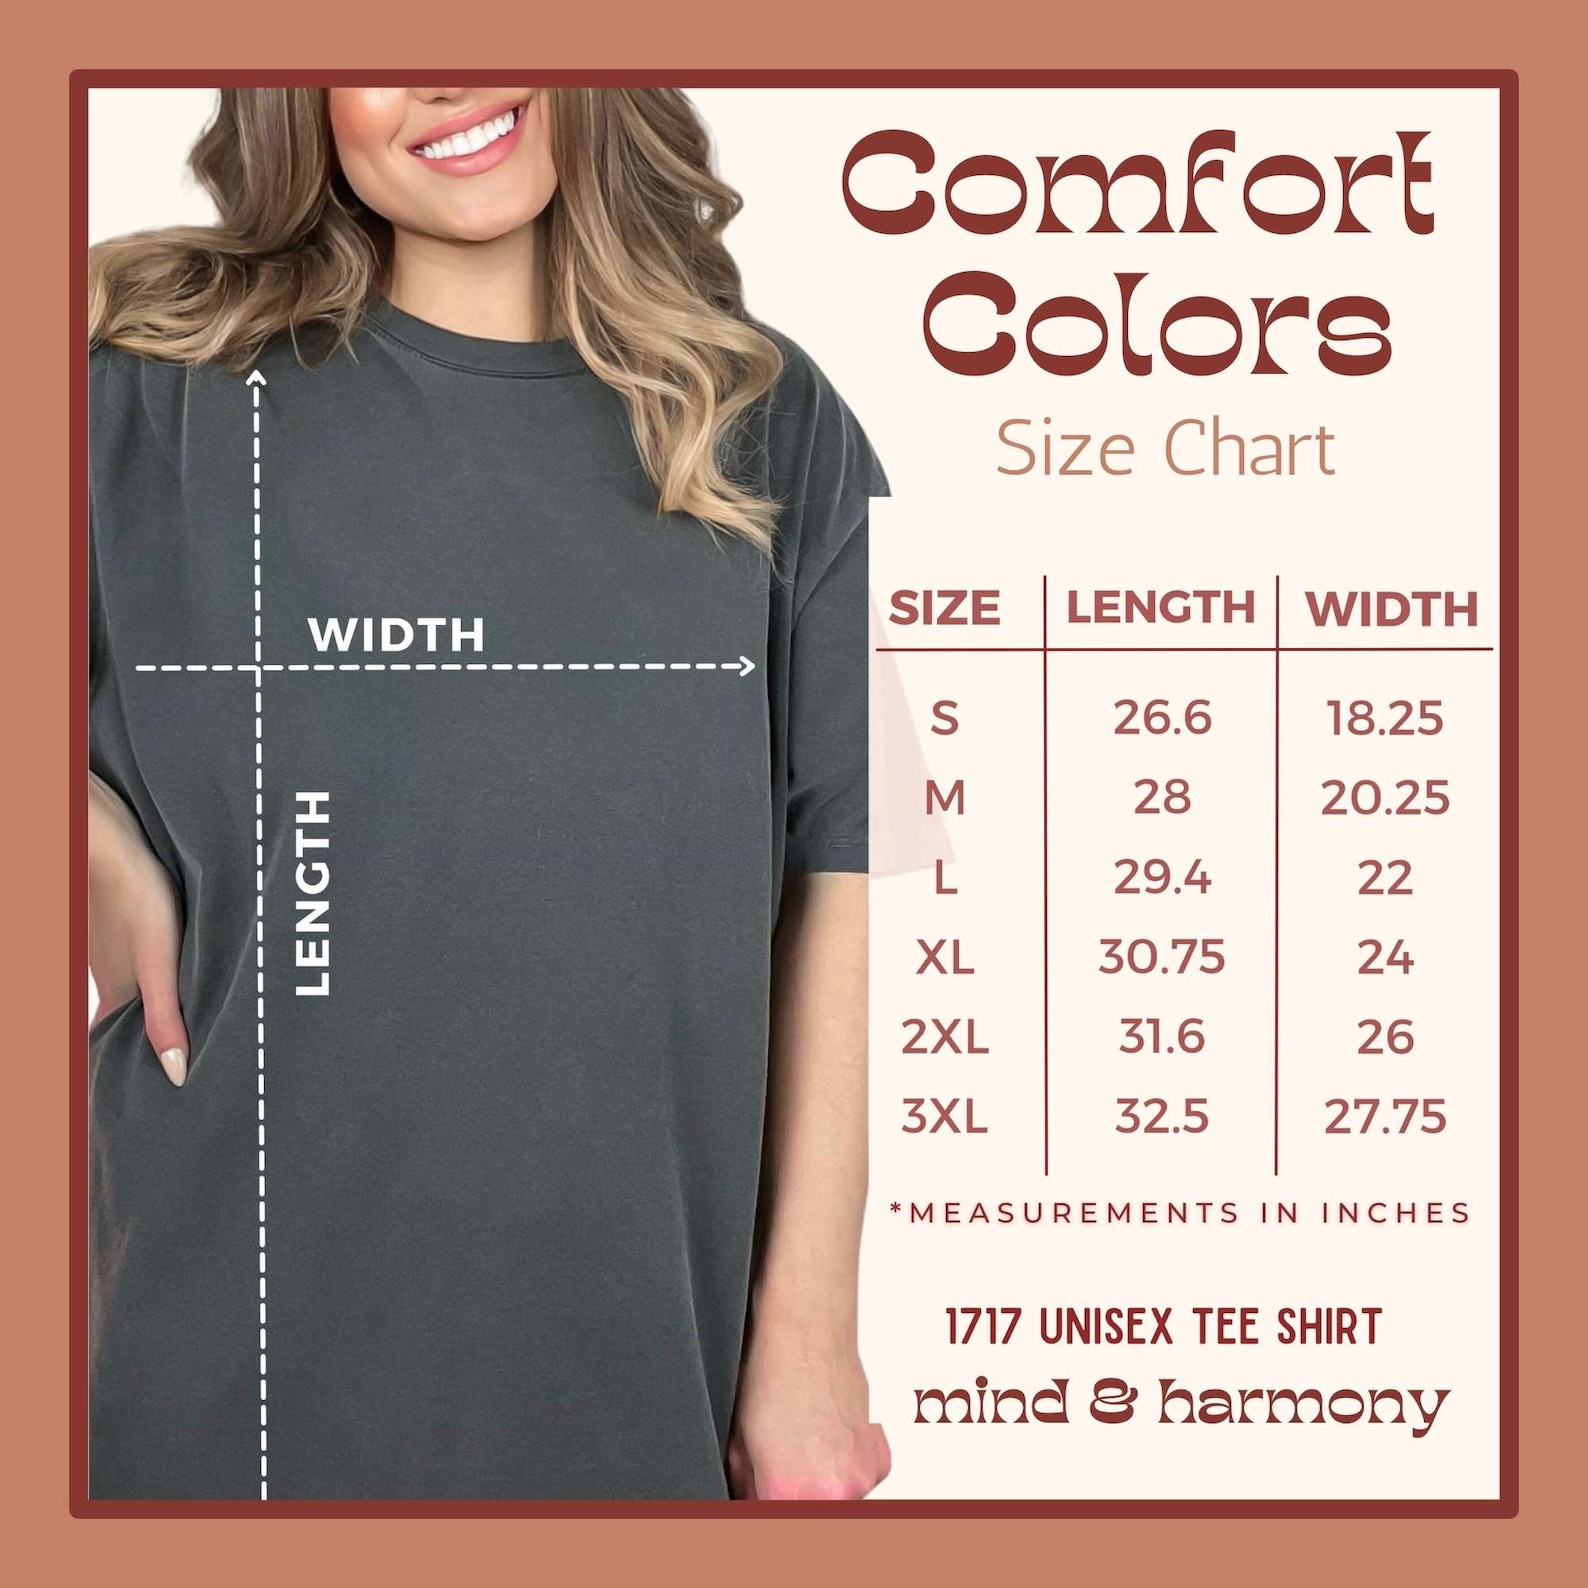 Comfort
Colors
Size Chart
WIDTH
LENGTH
SIZE LENGTH WIDTH
S 26.6 18.25
M 28 20.25
L 29.4 22
XL 30.75 24
2XL 31.6 26
3XL 32.5 27.75
*MEASUREMENTS IN INCHES
1717 UNISEX TEE SHIRT
mind & harmony